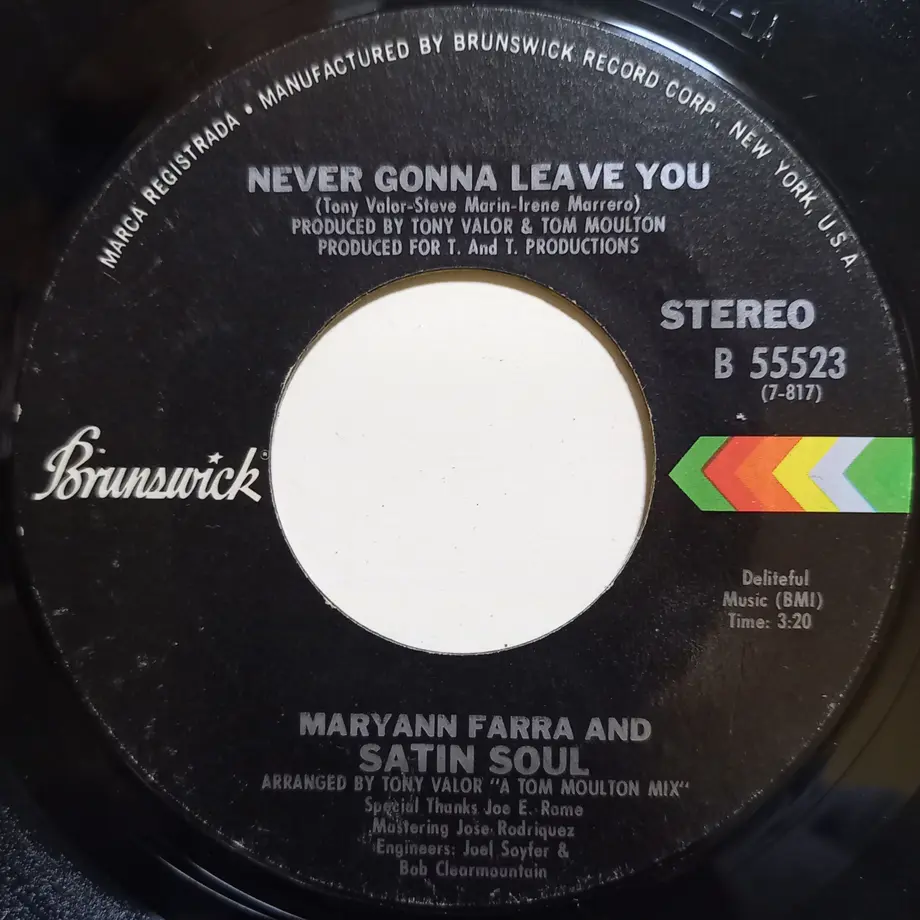 MARCA REGISTRADA • MANUFACTURED BY BRUNSWICK RECORD CORP., NEW YORK, U.S.A.
NEVER GONNA LEAVE YOU
(Tony Valor-Steve Marin-Irene Marrero)
PRODUCED BY TONY VALOR & TOM MOULTON
PRODUCED FOR T. And T. PRODUCTIONS
STEREO
B 55523
(7-817)
Brunswick
Deliteful
Music (BMI)
Time: 3:20
MARYANN FARRA AND
SATIN SOUL
ARRANGED BY TONY VALOR "A TOM MOULTON MIX"
Special Thanks Joe E. Rame
Mastering Jose Rodriquez
Engineers: Joel Soyfer &
Bob Clearmountain